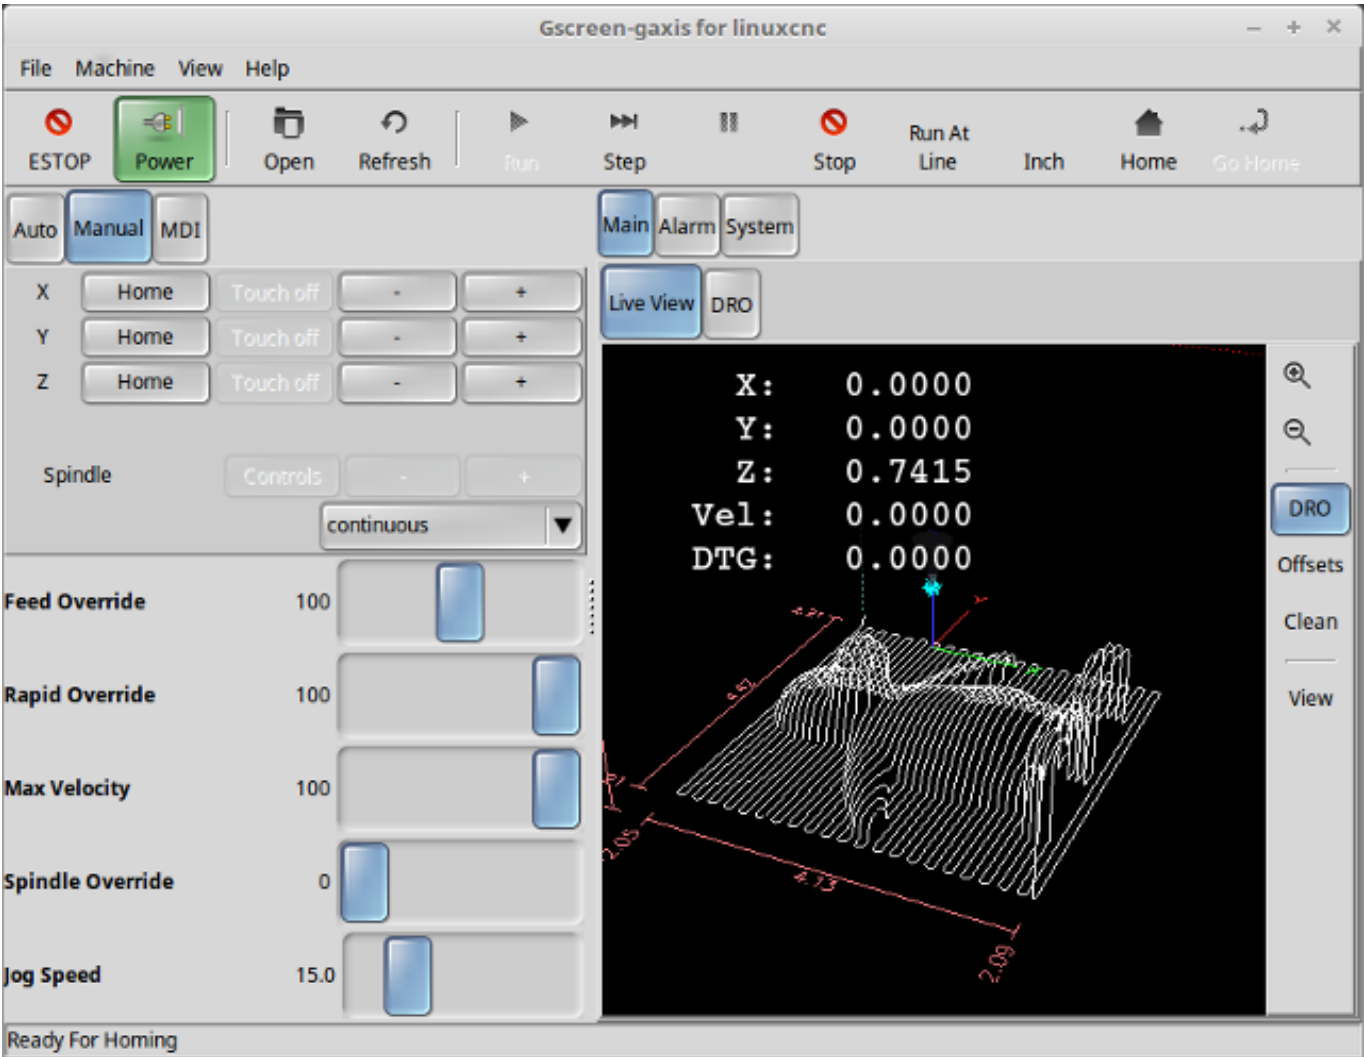 Gscreen-gaxis for linuxcnc
File Machine View Help
ESTOP
Power
Open
Refresh
Run
Step
Stop
Run At
Line
Inch
Home
Go Home
Auto
Manual
MDI
X Home Touch off - +
Y Home Touch off - +
Z Home Touch off - +
Spindle Controls - +
continuous
Feed Override 100
Rapid Override 100
Max Velocity 100
Spindle Override 0
Jog Speed 15.0
Main
Alarm
System
Live View
DRO
X: 0.0000
Y: 0.0000
Z: 0.7415
Vel: 0.0000
DTG: 0.0000
2.05
4.13
2.09
DRO
Offsets
Clean
View
Ready For Homing